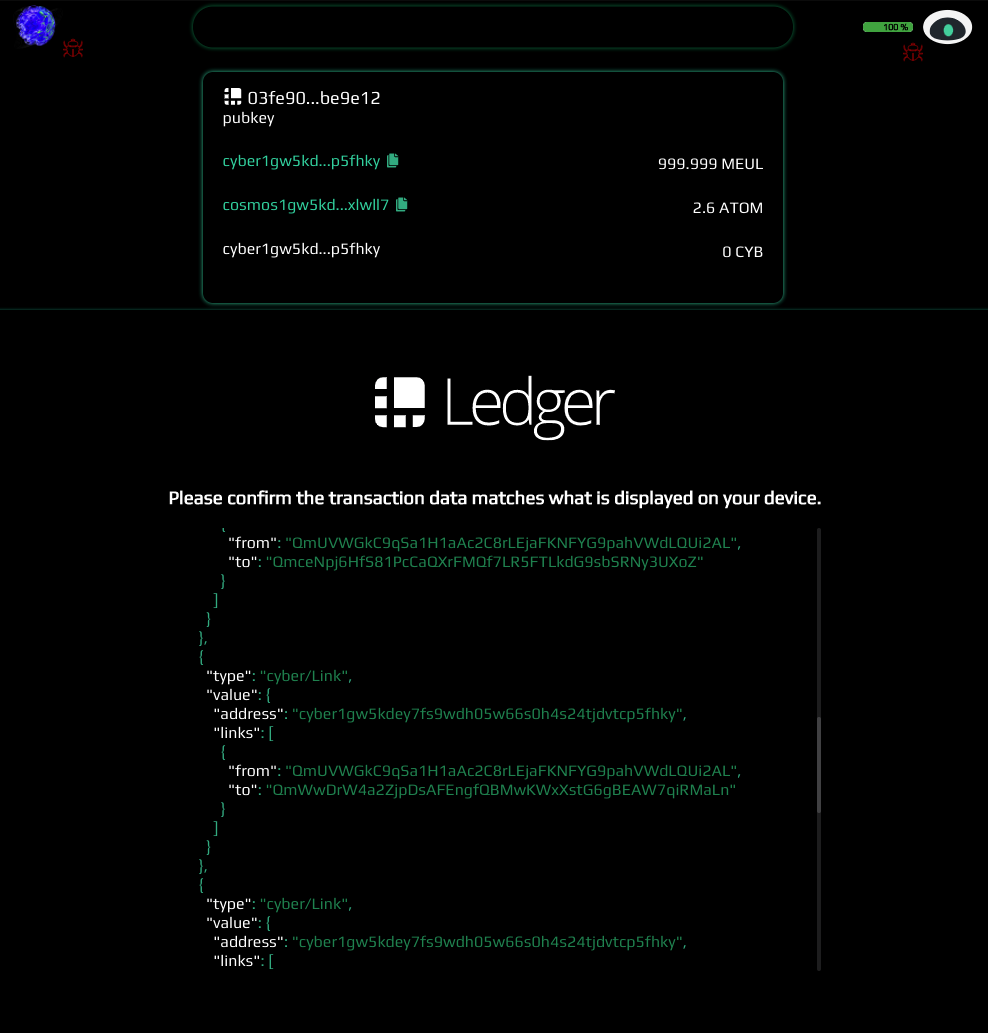 100 %
03fe90...be9e12
pubkey
cyber1gw5kd...p5fhky
999.999 MEUL
cosmos1gw5kd...xlwll7
2.6 ATOM
cyber1gw5kd...p5fhky
0 CYB
Ledger
Please confirm the transaction data matches what is displayed on your device.
{
"from": "QmUVWGkC9qSa1H1aAc2C8rLEjaFKNFYG9pahVWdLQUi2AL",
"to": "QmceNpj6HfS81PcCaQXrFMQf7LR5FTLkdG9sbSRNy3UXoZ"
}
]
}
},
{
"type": "cyber/Link",
"value": {
"address": "cyber1gw5kdey7fs9wdh05w66s0h4s24tjdvtcp5fhky",
"links": [
{
"from": "QmUVWGkC9qSa1H1aAc2C8rLEjaFKNFYG9pahVWdLQUi2AL",
"to": "QmWwDrW4a2ZjpDsAFEngfQBMwKWxXstG6gBEAW7qiRMaLn"
}
]
}
},
{
"type": "cyber/Link",
"value": {
"address": "cyber1gw5kdey7fs9wdh05w66s0h4s24tjdvtcp5fhky",
"links": [